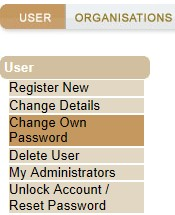 USER ORGANISATIONS
User
Register New
Change Details
Change Own
Password
Delete User
My Administrators
Unlock Account /
Reset Password